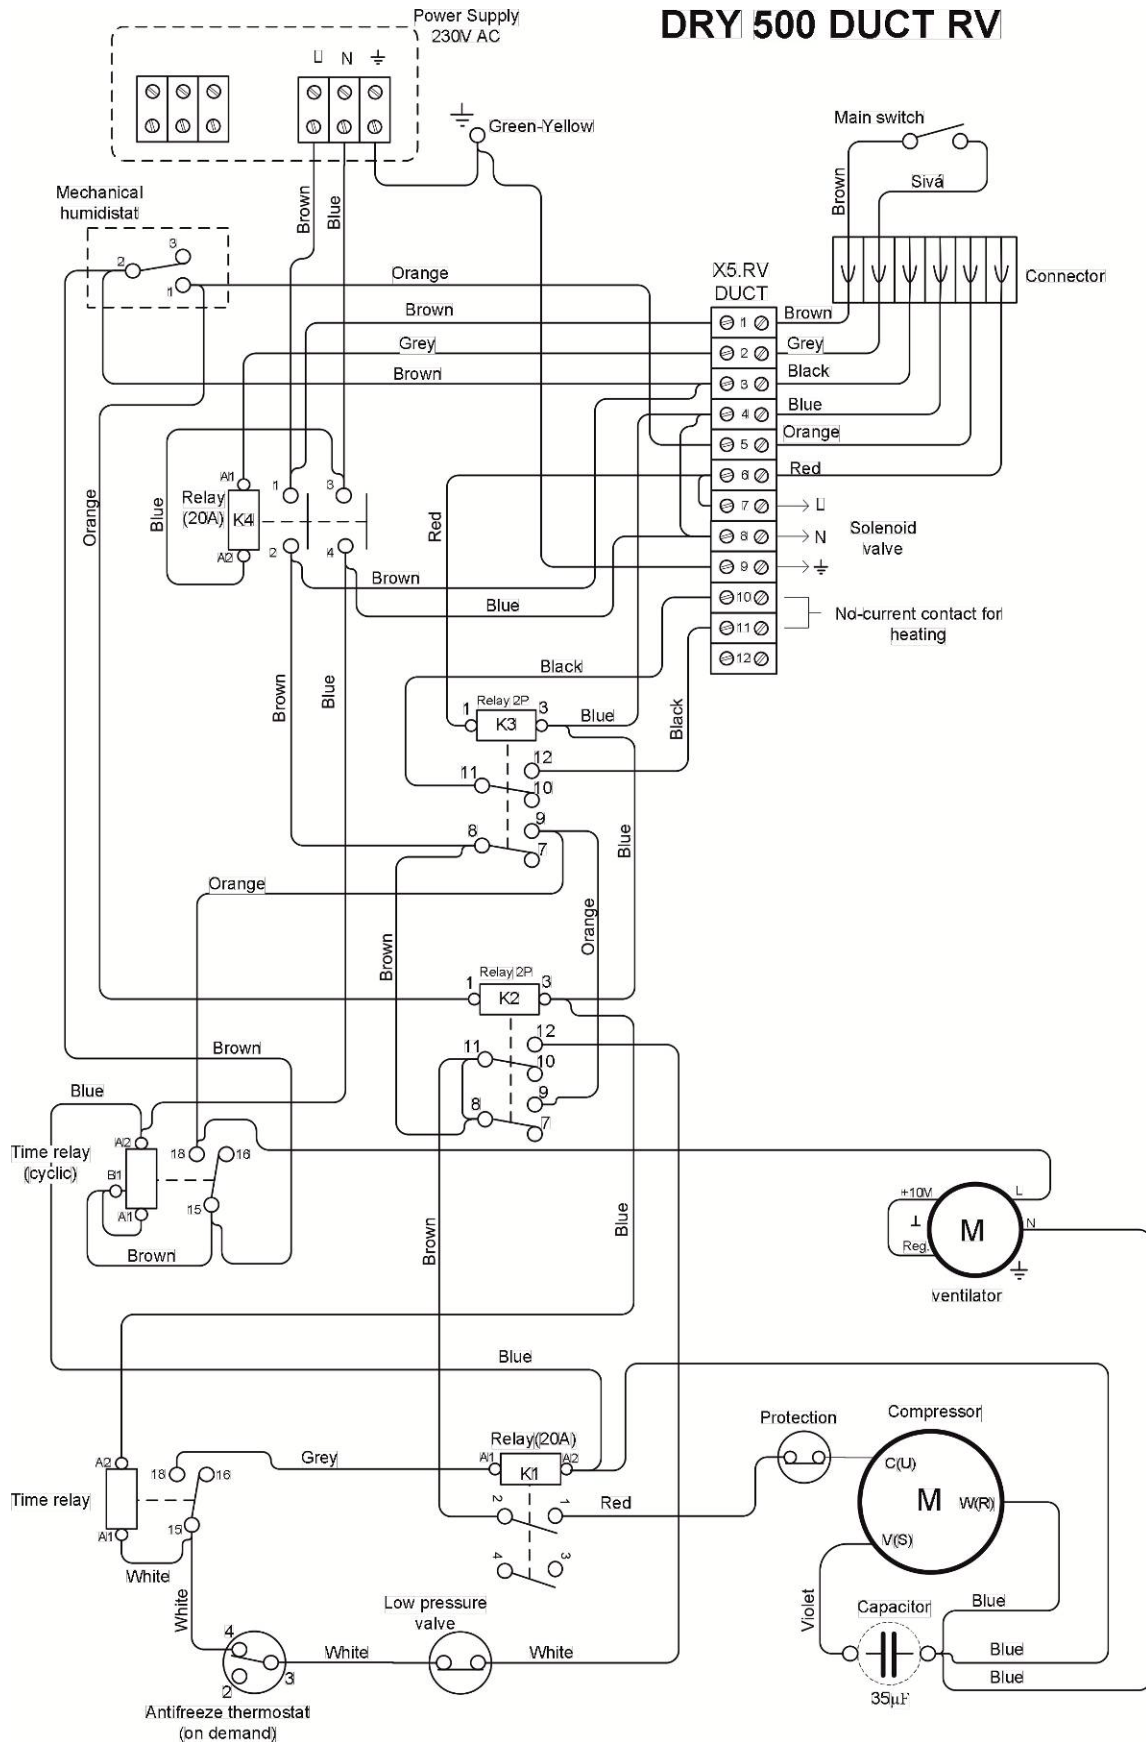 Power Supply
230V AC
DRY 500 DUCT RV
L N
Green-Yellow
Main switch
Brown
Sivá
Mechanical
humidistat
Brown
Blue
2
3
1
Orange
X5.RV
DUCT
Connector
Brown
1
Brown
Grey
2
Grey
Brown
3
Black
4
Blue
5
Orange
6
Red
7
L
8
N
Solenoid
valve
9
10
11
12
No-current contact for
heating
A1
Relay
(20A)
K4
A2
1
3
2
4
Blue
Orange
Red
Brown
Blue
Black
Black
Brown
Blue
Relay 2P
1
K3
3
Blue
12
11
10
9
8
7
Blue
Orange
Brown
Orange
Relay 2P
1
K2
3
12
11
10
9
8
7
Brown
Blue
Time relay
(cyclic)
A2
B1
A1
18
16
15
Brown
Brown
Blue
+10V
L
Reg.
M
N
ventilator
Blue
Relay(20A)
A1
K1
A2
2
1
4
3
Red
Grey
Time relay
A2
A1
18
16
15
White
White
Protection
Compressor
C(U)
M
W(R)
V(S)
Violet
Capacitor
35µF
Blue
Blue
Blue
Low pressure
valve
White
White
4
3
2
Antifreeze thermostat
(on demand)